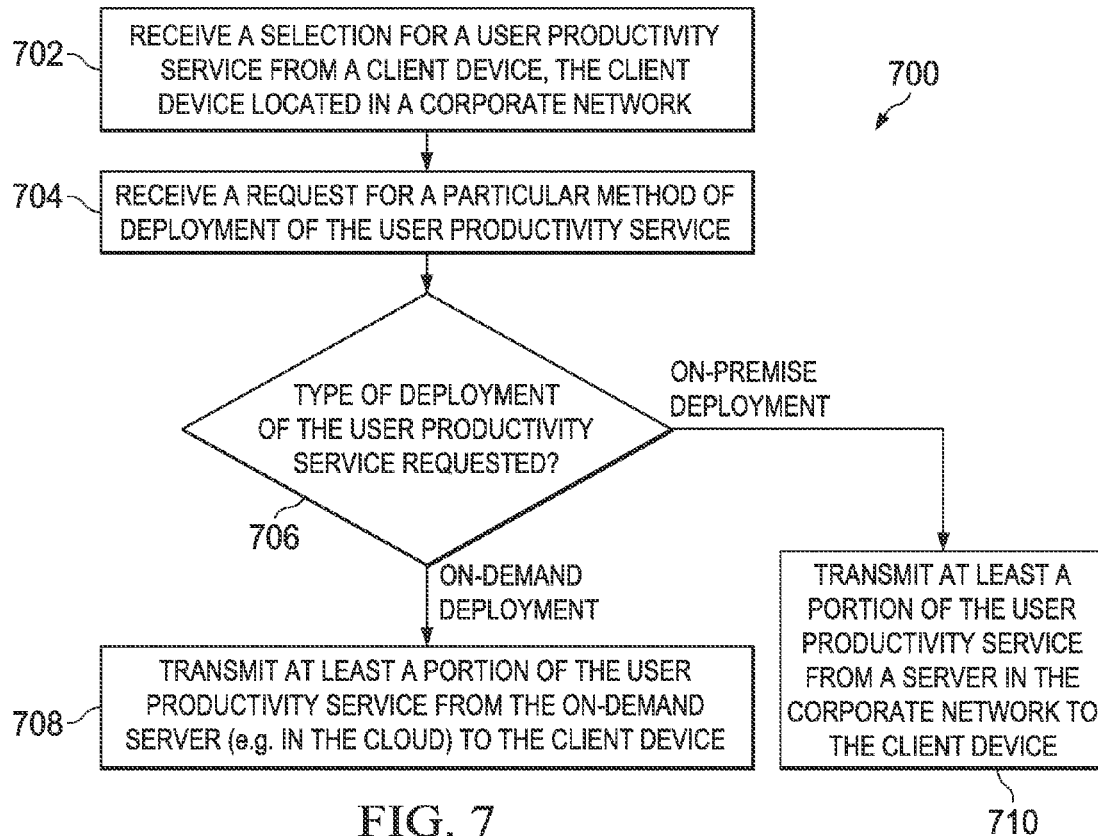 702
RECEIVE A SELECTION FOR A USER PRODUCTIVITY
SERVICE FROM A CLIENT DEVICE, THE CLIENT
DEVICE LOCATED IN A CORPORATE NETWORK
700
704
RECEIVE A REQUEST FOR A PARTICULAR METHOD OF
DEPLOYMENT OF THE USER PRODUCTIVITY SERVICE
TYPE OF DEPLOYMENT
OF THE USER PRODUCTIVITY
SERVICE REQUESTED?
706
ON-PREMISE
DEPLOYMENT
ON-DEMAND
DEPLOYMENT
708
TRANSMIT AT LEAST A PORTION OF THE USER
PRODUCTIVITY SERVICE FROM THE ON-DEMAND
SERVER (e.g. IN THE CLOUD) TO THE CLIENT DEVICE
TRANSMIT AT LEAST A
PORTION OF THE USER
PRODUCTIVITY SERVICE
FROM A SERVER IN THE
CORPORATE NETWORK TO
THE CLIENT DEVICE
710
FIG. 7